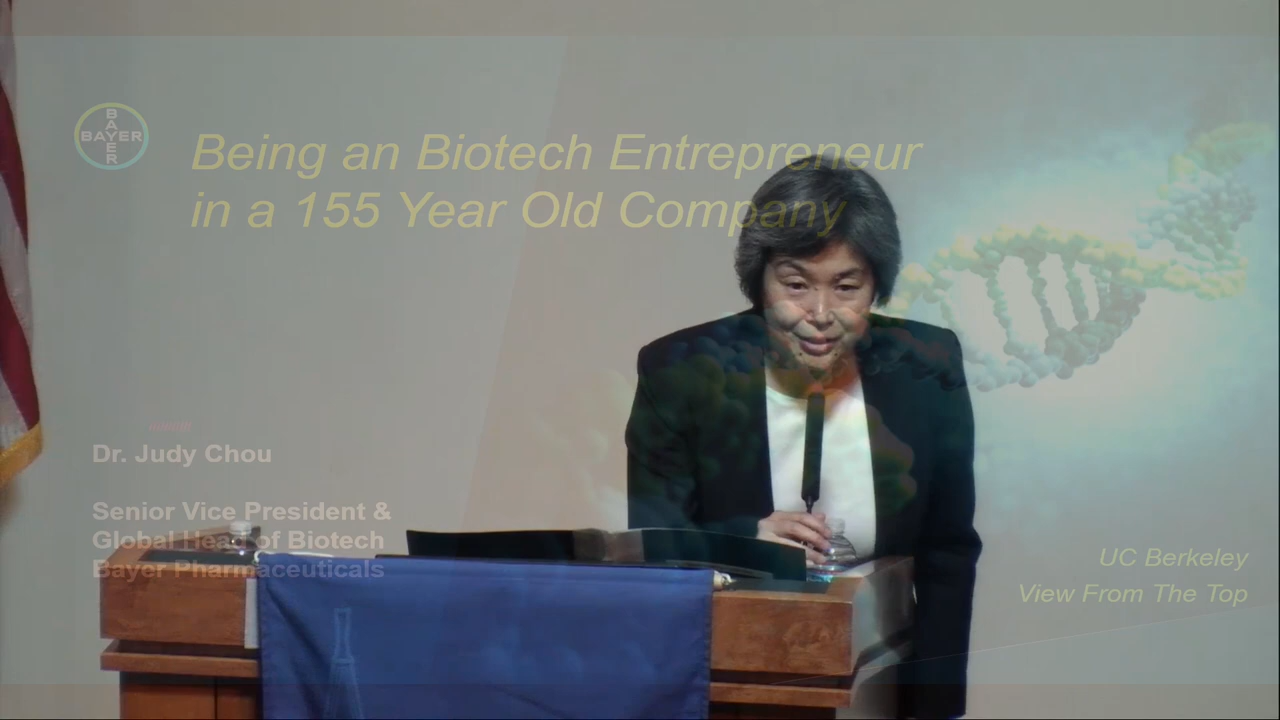 BAYER
BAYER
Being an Biotech Entrepreneur
in a 155 Year Old Company
Dr. Judy Chou
Senior Vice President &
Global Head of Biotech
Bayer Pharmaceuticals
UC Berkeley
View From The Top